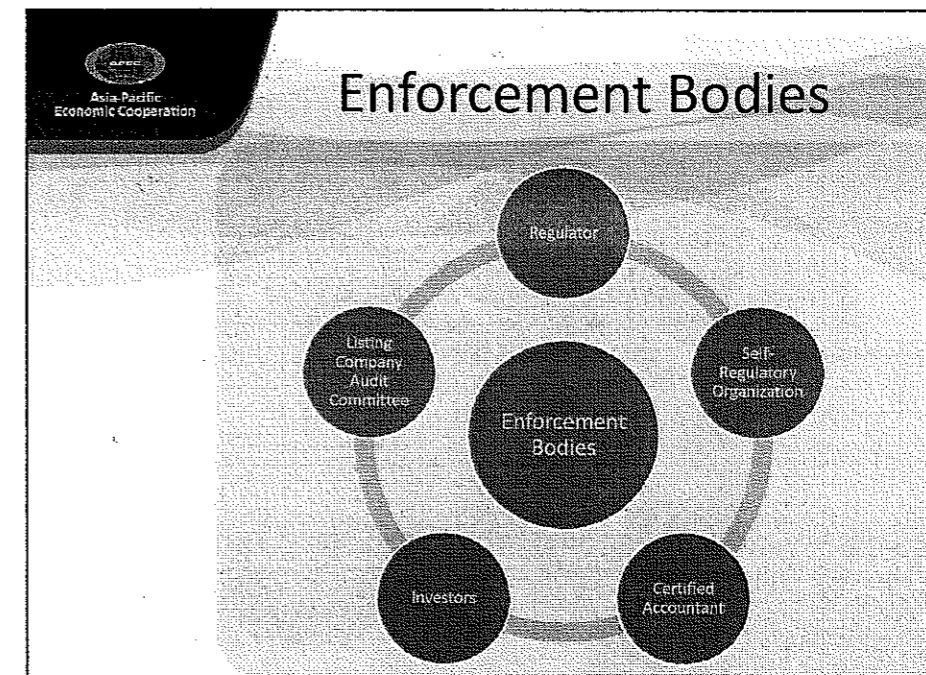 APEC
Asia-Pacific
Economic Cooperation
Enforcement Bodies
Regulator
Listing
Company
Audit
Committee
Self-
Regulatory
Organization
Enforcement
Bodies
Investors
Certified
Accountant